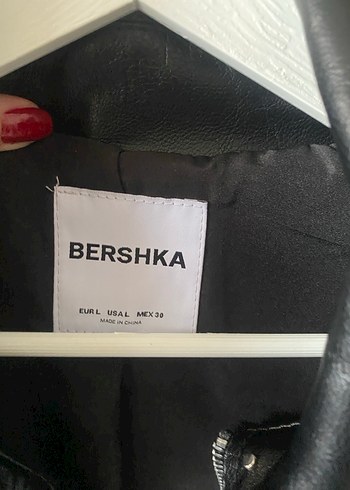 BERSHKA
EUR L USA L MEX 30
MADE IN CHINA